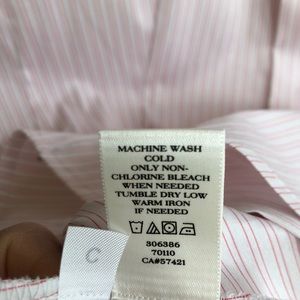 MACHINE WASH
COLD
ONLY NON-
CHLORINE BLEACH
WHEN NEEDED
TUMBLE DRY LOW
WARM IRON
IF NEEDED
306386
70110
CA#57421
C